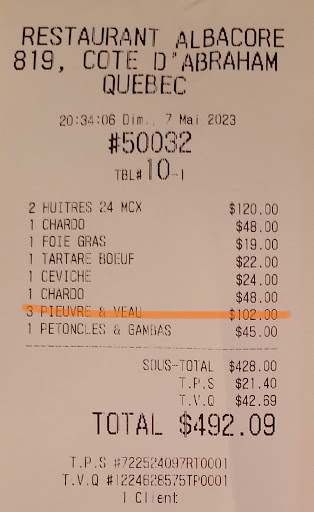 RESTAURANT ALBACORE
819, COTE D'ABRAHAM
QUEBEC
20:34:06 Dim., 7 Mai 2023
#50032
TBL# 10-1
2 HUITRES 24 MCX $120.00
1 CHARDO $48.00
1 FOIE GRAS $19.00
1 TARTARE BOEUF $22.00
1 CEVICHE $24.00
1 CHARDO $48.00
3 PIEUVRE & VEAU $102.00
1 PETONCLES & GAMBAS $45.00
SOUS-TOTAL $428.00
T.P.S $21.40
T.V.Q $42.69
TOTAL $492.09
T.P.S #722524097RT0001
T.V.Q #1224628575TP0001
1 Client